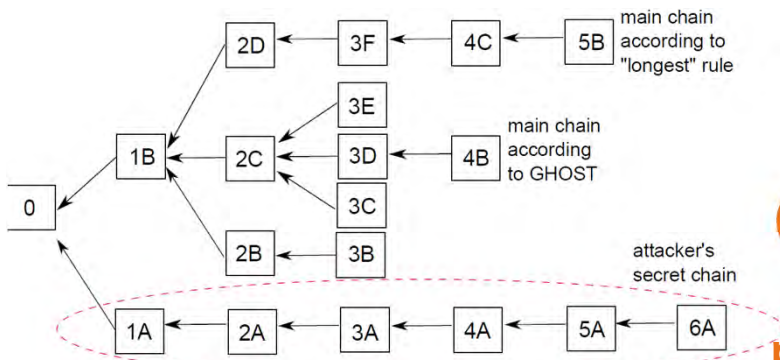 2D 3F 4C 5B
main chain
according to
"longest" rule
3E
1B 2C 3D 4B
main chain
according
to GHOST
3C
0
2B 3B
attacker's
secret chain
1A 2A 3A 4A 5A 6A